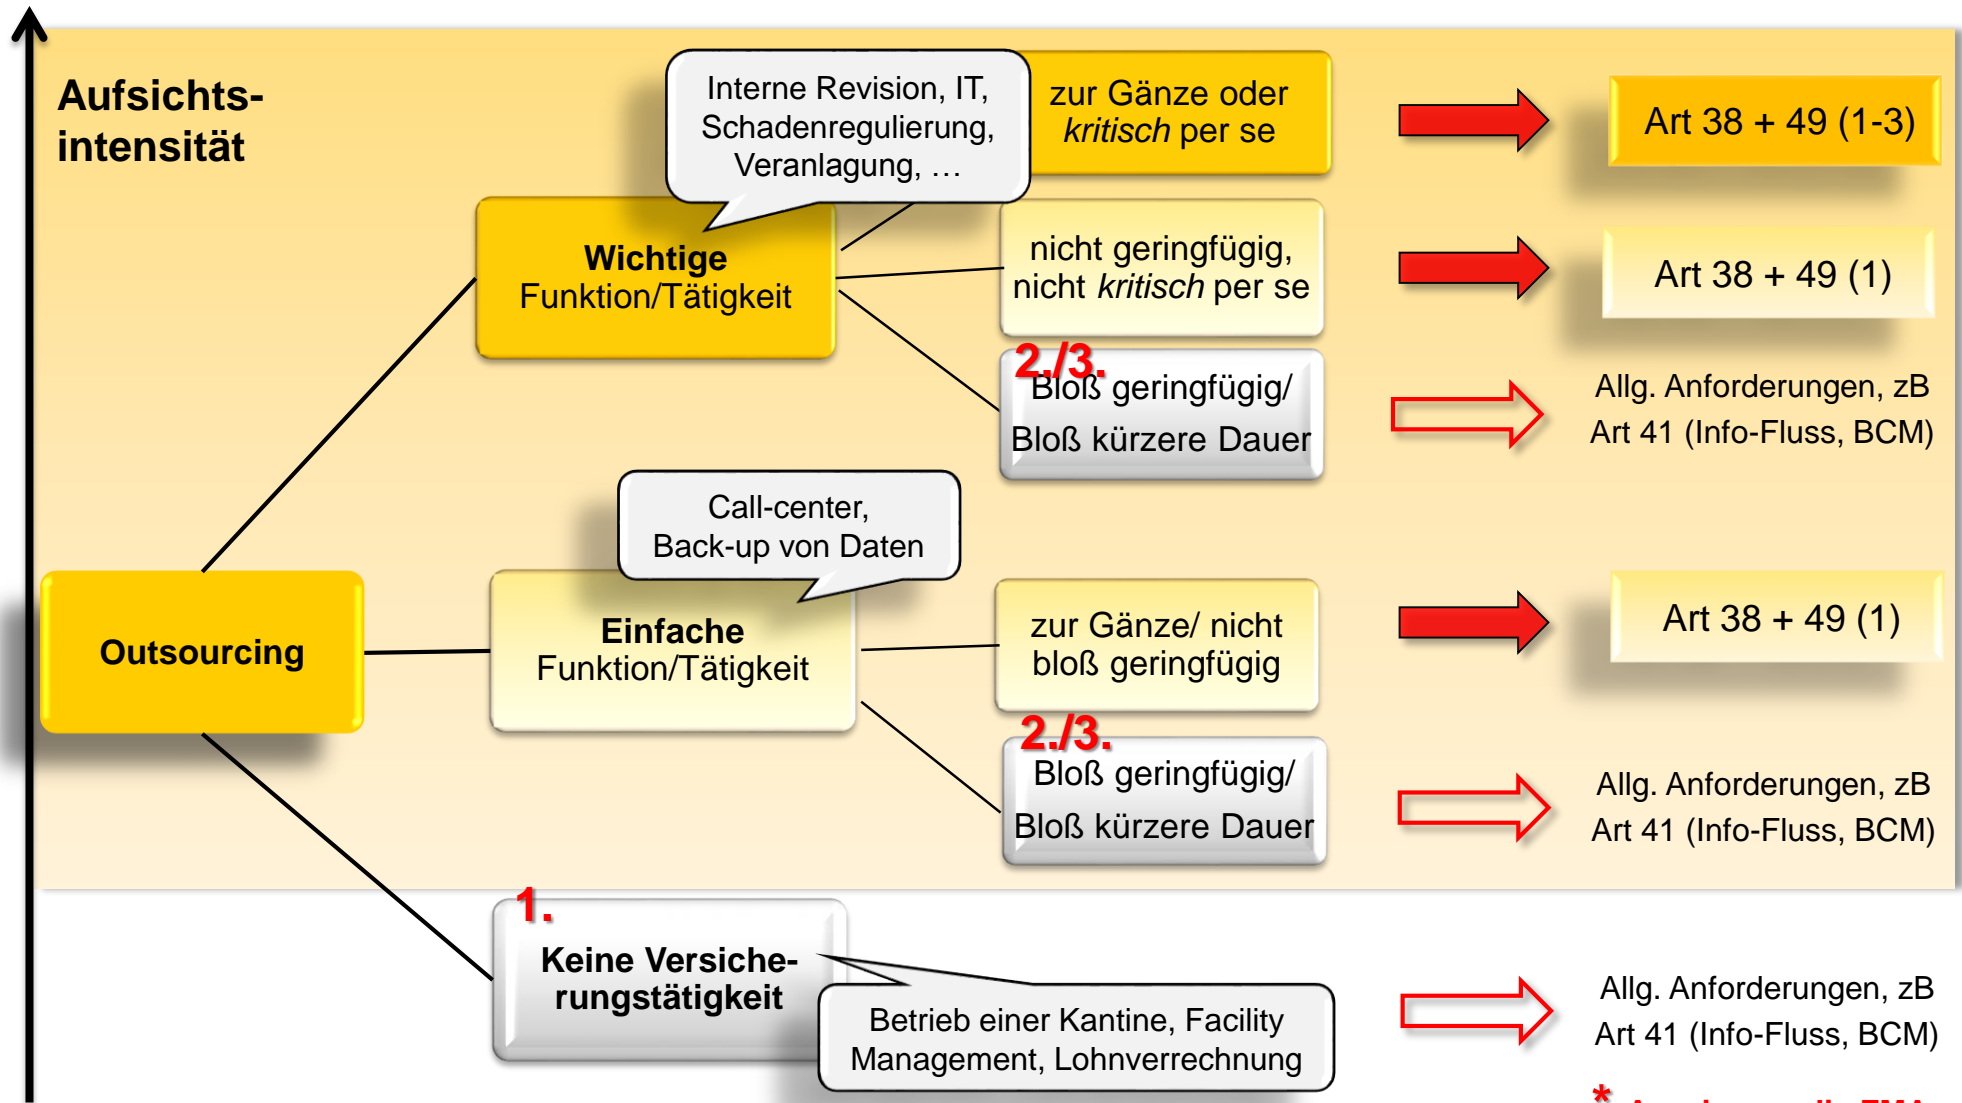 Aufsichts-
intensität
Interne Revision, IT,
Schadenregulierung,
Veranlagung, …
zur Gänze oder
kritisch per se
Art 38 + 49 (1-3)
Wichtige
Funktion/Tätigkeit
nicht geringfügig,
nicht kritisch per se
Art 38 + 49 (1)
2./3.
Bloß geringfügig/
Bloß kürzere Dauer
Allg. Anforderungen, zB
Art 41 (Info-Fluss, BCM)
Call-center,
Back-up von Daten
Outsourcing
Einfache
Funktion/Tätigkeit
zur Gänze/ nicht
bloß geringfügig
Art 38 + 49 (1)
2./3.
Bloß geringfügig/
Bloß kürzere Dauer
Allg. Anforderungen, zB
Art 41 (Info-Fluss, BCM)
1.
Keine Versiche-
rungstätigkeit
Betrieb einer Kantine, Facility
Management, Lohnverrechnung
Allg. Anforderungen, zB
Art 41 (Info-Fluss, BCM)
*